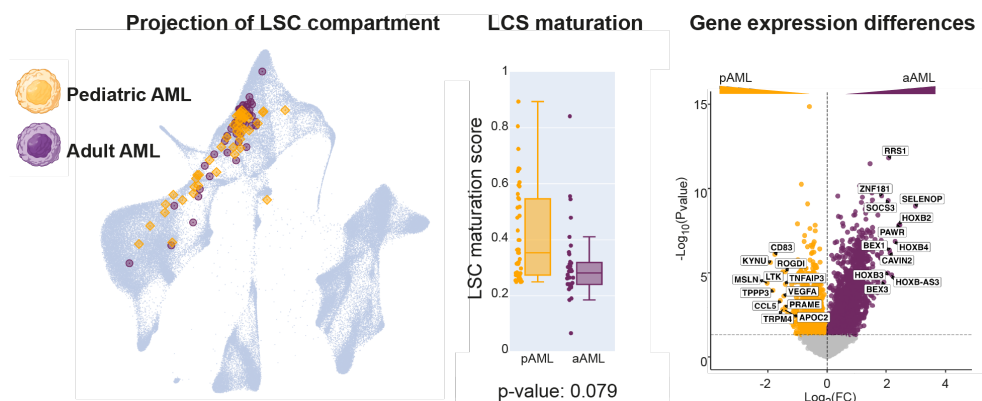 Projection of LSC compartment
Pediatric AML
Adult AML
LCS maturation
LSC maturation score
1
0.8
0.6
0.4
0.2
0
pAML
aAML
p-value: 0.079
Gene expression differences
pAML
aAML
-Log10(Pvalue)
15
10
5
0
RRS1
ZNF181
SELENOP
SOCS3
HOXB2
PAWR
BEX1
HOXB4
CAVIN2
HOXB3
HOXB-AS3
BEX3
CD83
KYNU
ROGDI
MSLN
LTK
TNFAIP3
TPPP3
VEGFA
CCL5
PRAME
TRPM4
APOC2
-2
0
2
4
Log2(FC)